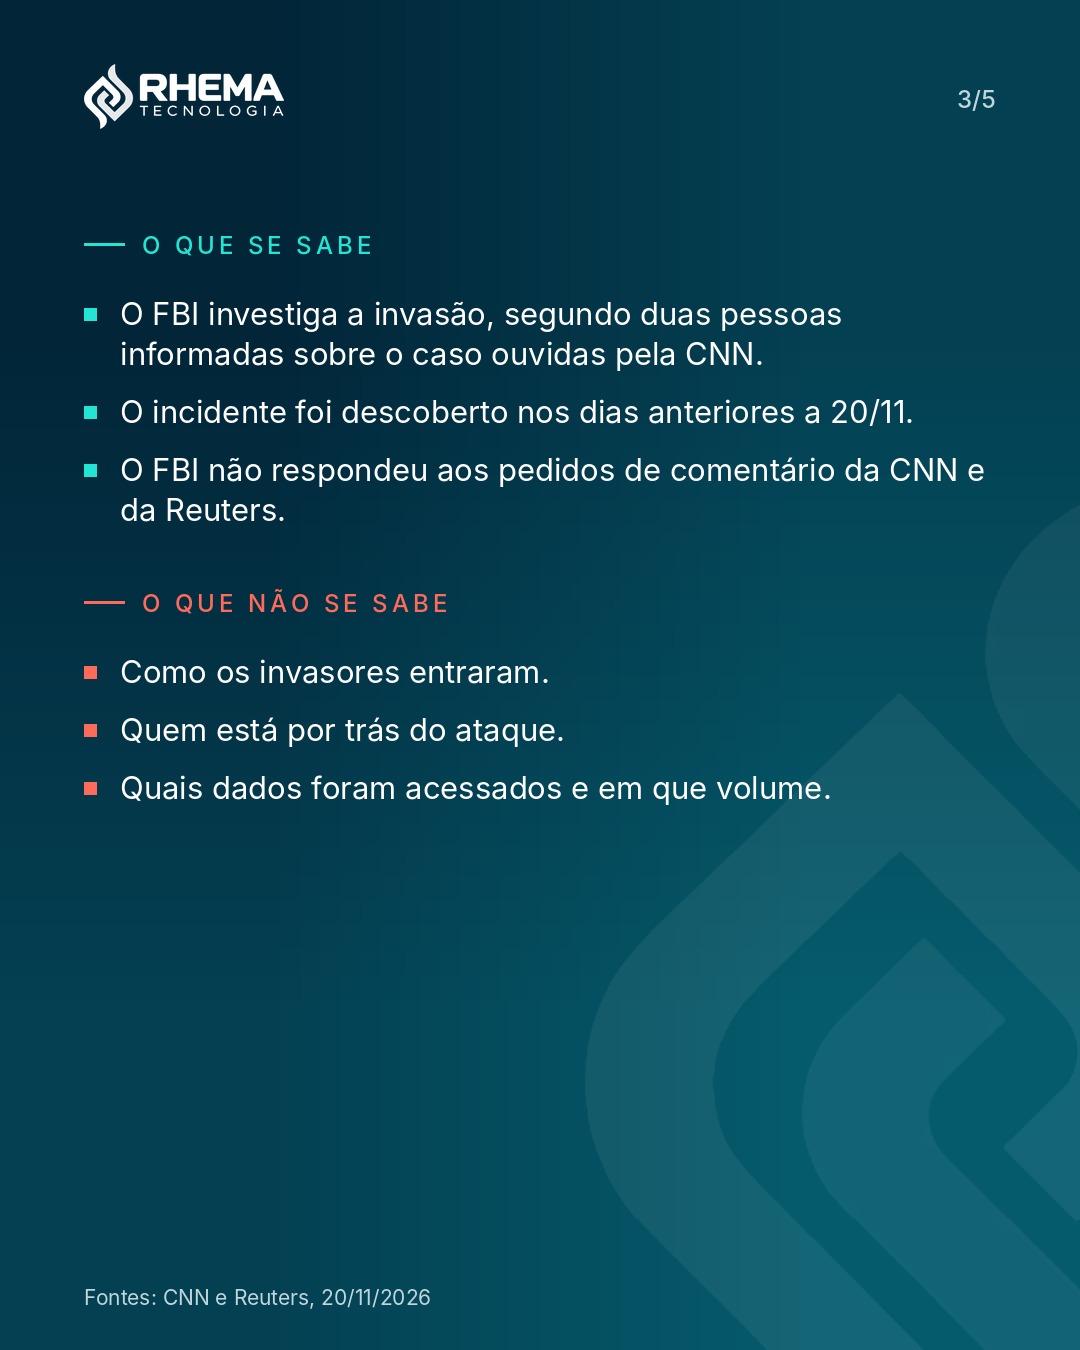 RHEMA
TECNOLOGIA
3/5
O QUE SE SABE
O FBI investiga a invasão, segundo duas pessoas
informadas sobre o caso ouvidas pela CNN.
O incidente foi descoberto nos dias anteriores a 20/11.
O FBI não respondeu aos pedidos de comentário da CNN e
da Reuters.
O QUE NÃO SE SABE
Como os invasores entraram.
Quem está por trás do ataque.
Quais dados foram acessados e em que volume.
Fontes: CNN e Reuters, 20/11/2026